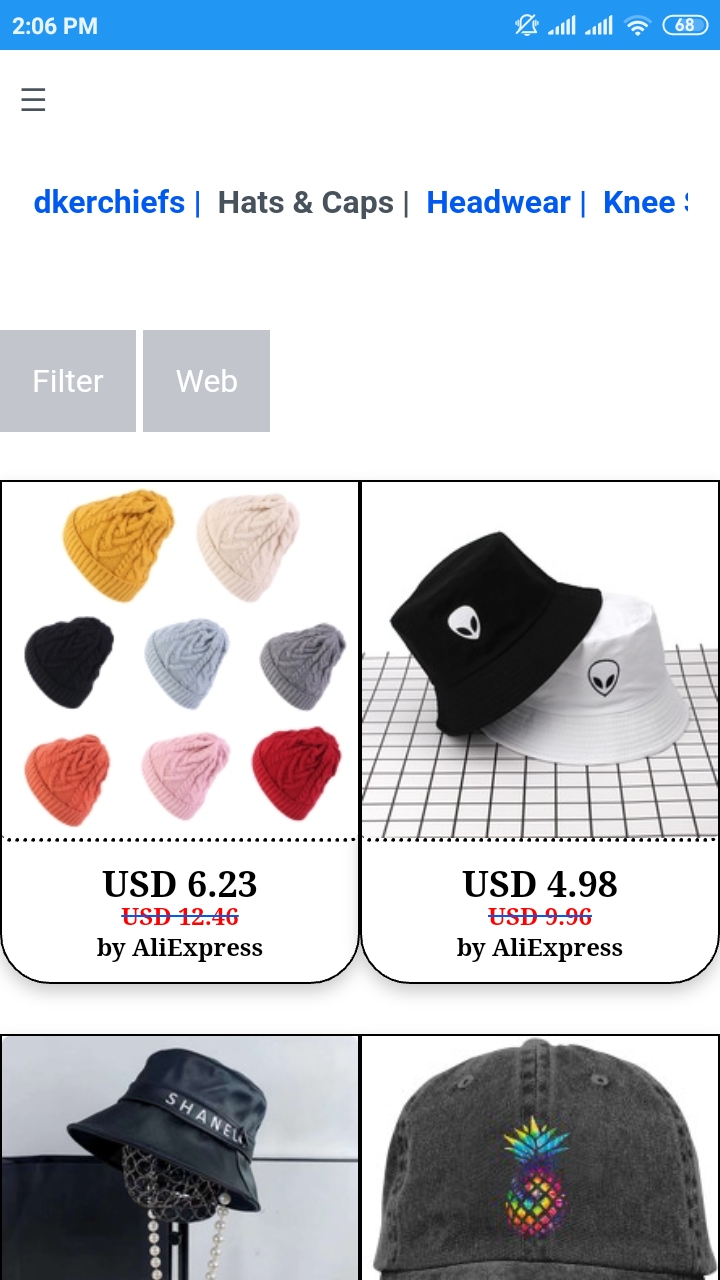 2:06 PM 68
dkerchiefs | Hats & Caps | Headwear | Knee
Filter Web
USD 6.23
USD 12.46
by AliExpress
USD 4.98
USD 9.96
by AliExpress
SHANEL